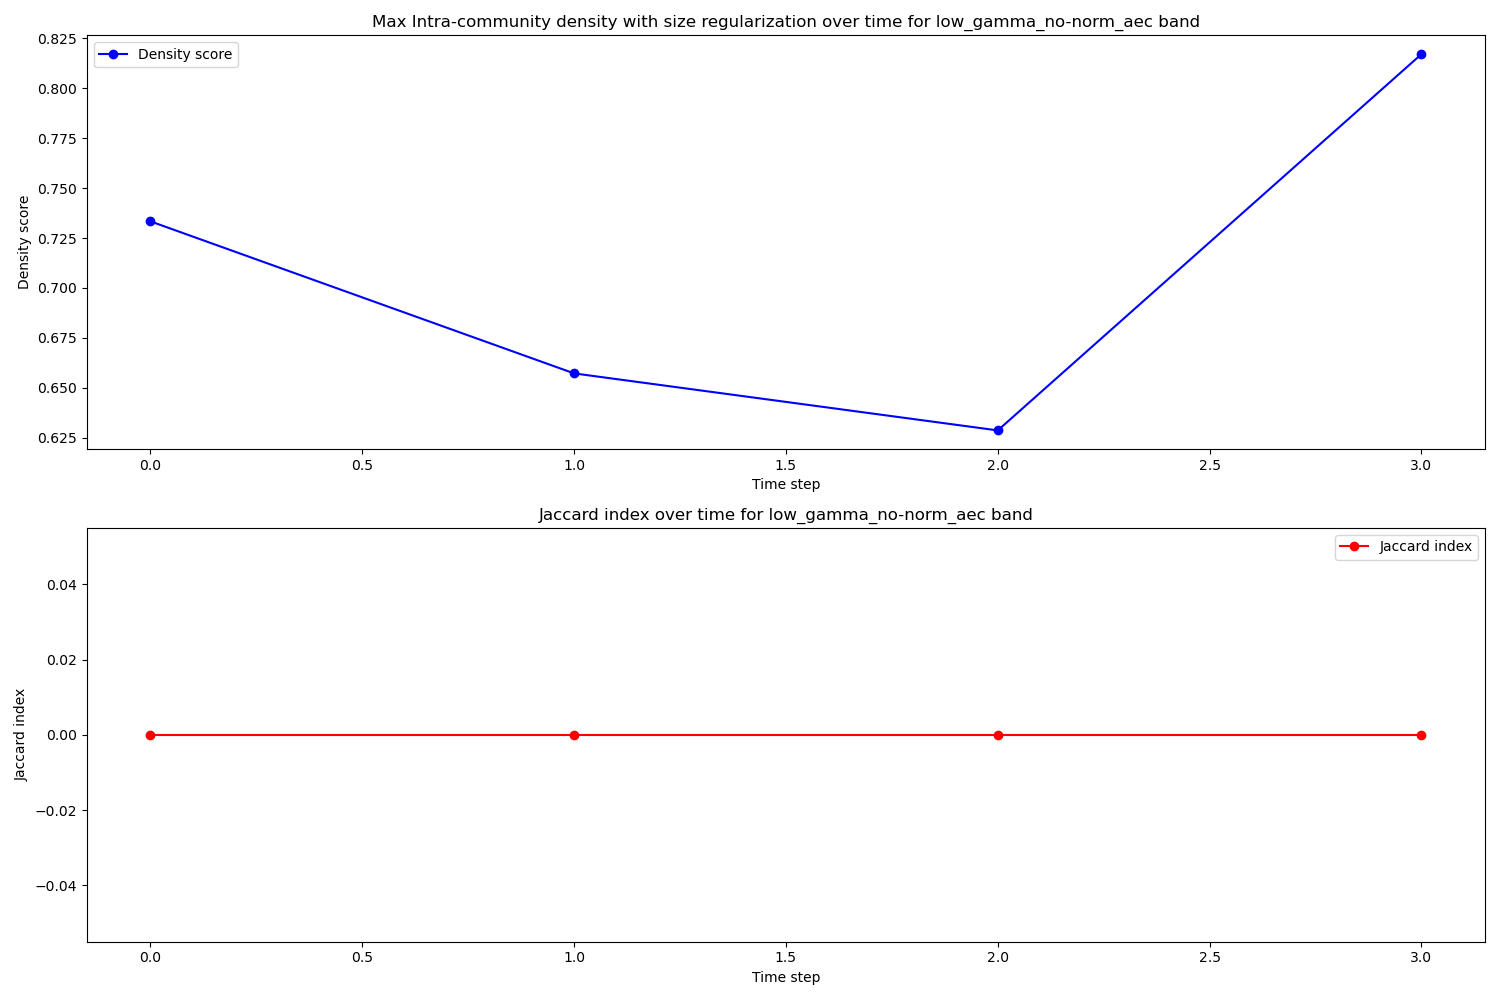 Max Intra-community density with size regularization over time for low_gamma_no-norm_aec band
Density score
Density score
0.825
0.800
0.775
0.750
0.725
0.700
0.675
0.650
0.625
0.0 0.5 1.0 1.5 2.0 2.5 3.0
Time step
Jaccard index over time for low_gamma_no-norm_aec band
Jaccard index
Jaccard index
0.04
0.02
0.00
−0.02
−0.04
0.0 0.5 1.0 1.5 2.0 2.5 3.0
Time step